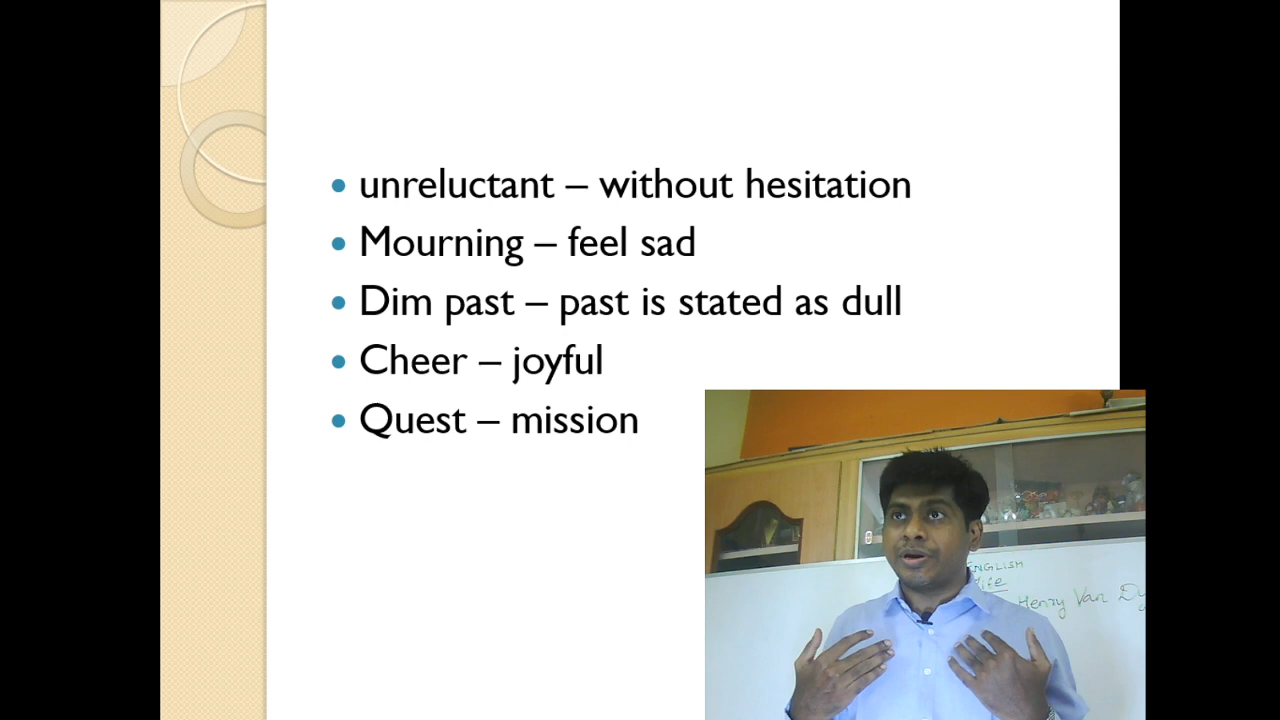 • unreluctant – without hesitation
• Mourning – feel sad
• Dim past – past is stated as dull
• Cheer – joyful
• Quest – mission
ENGLISH
Life
Henry Van